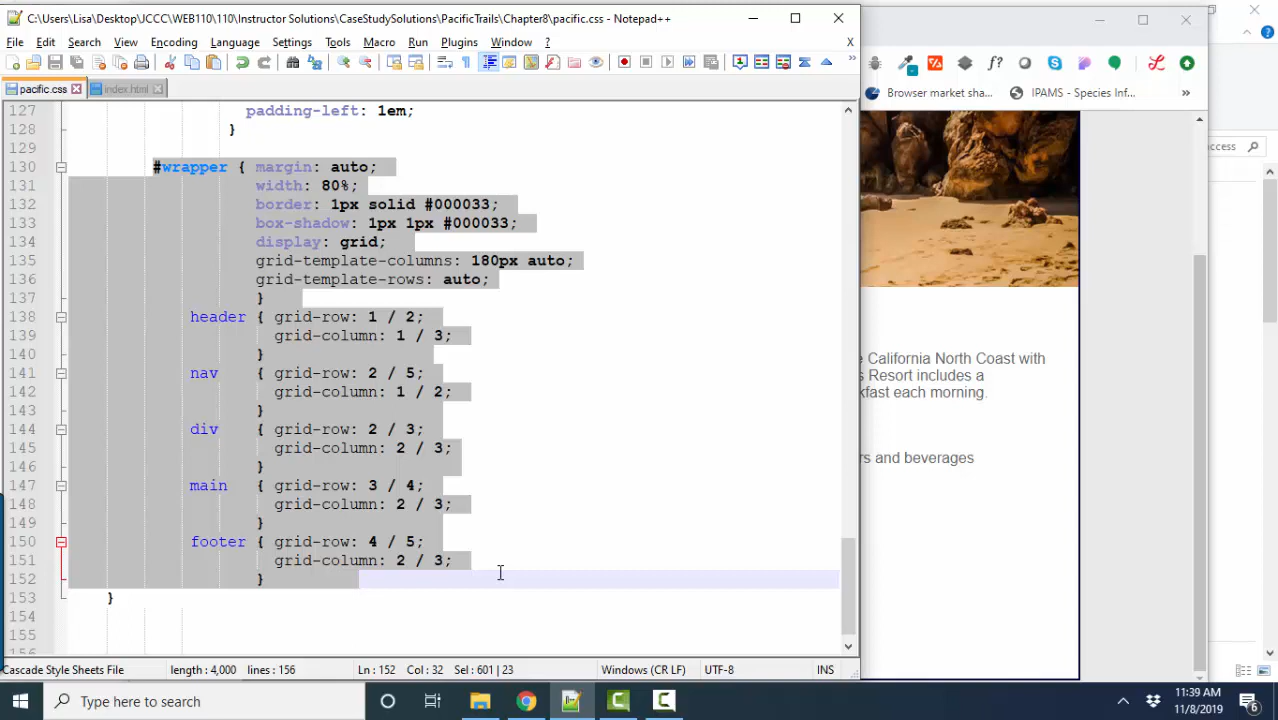 C:\Users\Lisa\Desktop\JCCC\WEB110\110\Instructor Solutions\CaseStudySolutions\PacificTrails\Chapter8\pacific.css - Notepad++
File Edit Search View Encoding Language Settings Tools Macro Run Plugins Window ? X
pacific.css index.html
127 padding-left: 1em;
128 }
129
130 #wrapper { margin: auto;
131 width: 80%;
132 border: 1px solid #000033;
133 box-shadow: 1px 1px #000033;
134 display: grid;
135 grid-template-columns: 180px auto;
136 grid-template-rows: auto;
137 }
138 header { grid-row: 1 / 2;
139 grid-column: 1 / 3;
140 }
141 nav { grid-row: 2 / 5;
142 grid-column: 1 / 2;
143 }
144 div { grid-row: 2 / 3;
145 grid-column: 2 / 3;
146 }
147 main { grid-row: 3 / 4;
148 grid-column: 2 / 3;
149 }
150 footer { grid-row: 4 / 5;
151 grid-column: 2 / 3;
152 }
153 }
154
155
156
Cascade Style Sheets File length : 4,000 lines : 156 Ln : 152 Col : 32 Sel : 601 | 23 Windows (CR LF) UTF-8 INS
f?
Browser market sha... IPAMS - Species Inf... »
California North Coast with
s Resort includes a
kfast each morning.
rs and beverages
ccess
Type here to search
11:39 AM
11/8/2019
6